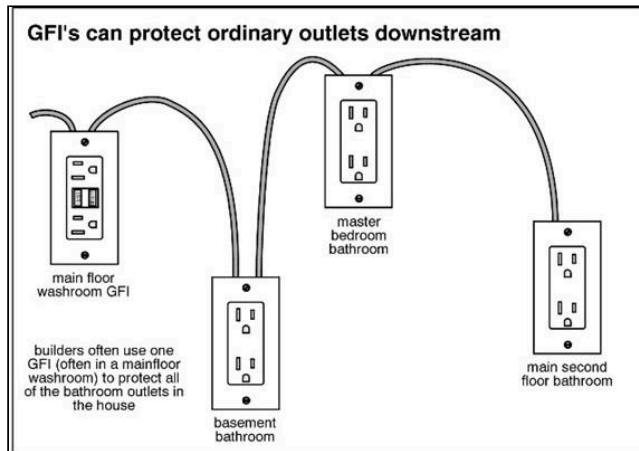 GFI's can protect ordinary outlets downstream
main floor
washroom GFI
master
bedroom
bathroom
builders often use one
GFI (often in a mainfloor
washroom) to protect all
of the bathroom outlets in
the house
basement
bathroom
main second
floor bathroom